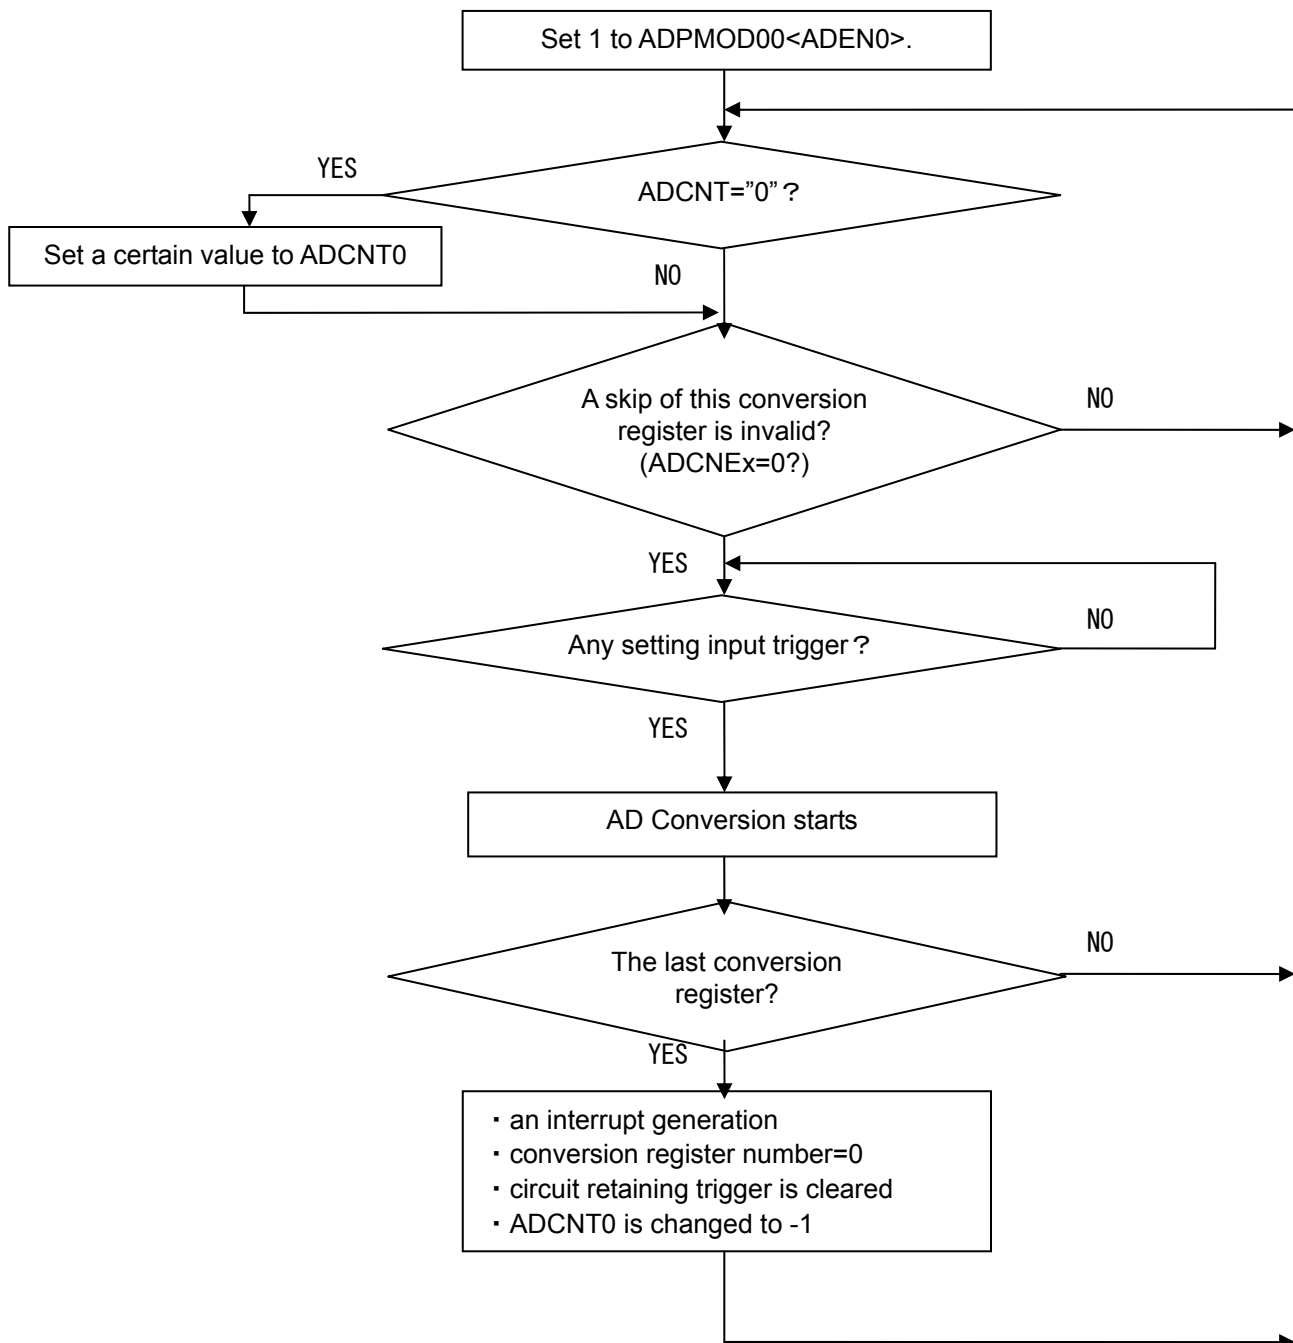 Set 1 to ADPMOD00<ADEN0>.
YES
ADCNT=”0”？
Set a certain value to ADCNT0
NO
A skip of this conversion
register is invalid?
(ADCNEx=0?)
NO
YES
Any setting input trigger？
NO
YES
AD Conversion starts
The last conversion
register?
NO
YES
・an interrupt generation
・conversion register number=0
・circuit retaining trigger is cleared
・ADCNT0 is changed to -1